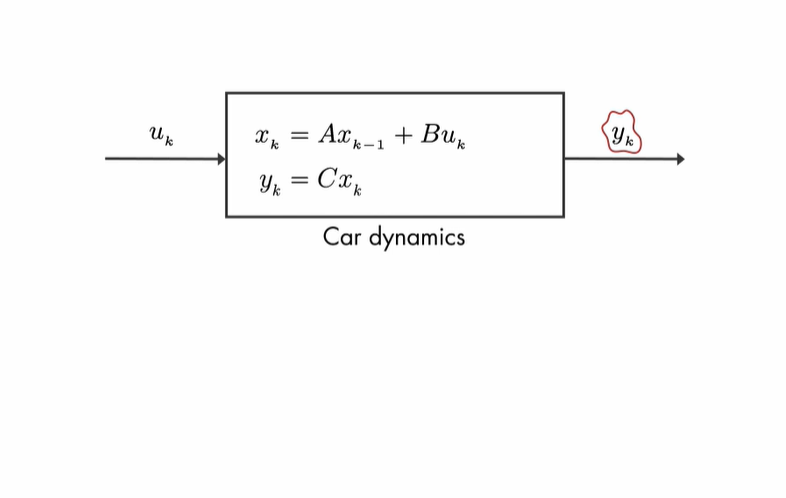 u_k
x_k = Ax_{k-1} + Bu_k
y_k = Cx_k
y_k
Car dynamics